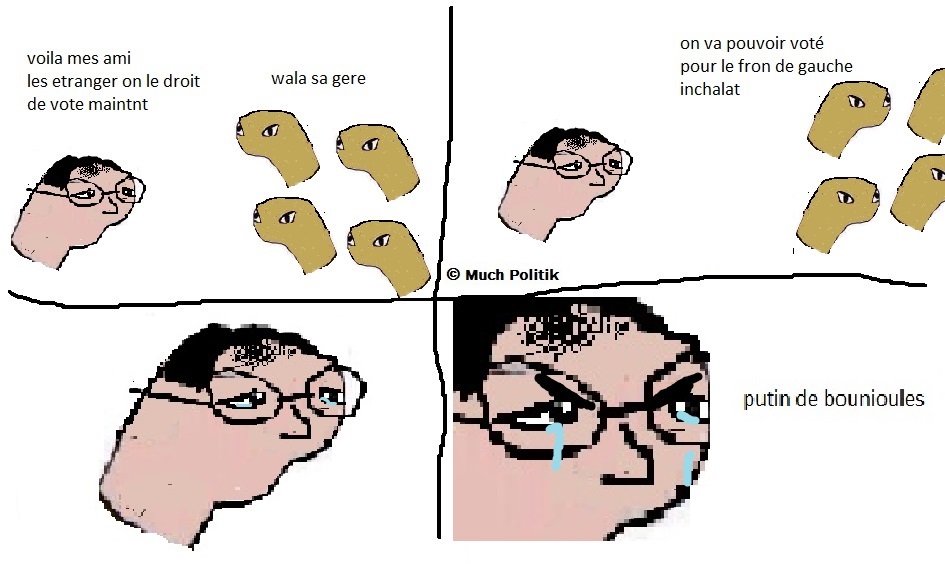 voila mes ami
les etranger on le droit
de vote maintnt
wala sa gere
on va pouvoir voté
pour le fron de gauche
inchalat
© Much Politik
putin de bounioules